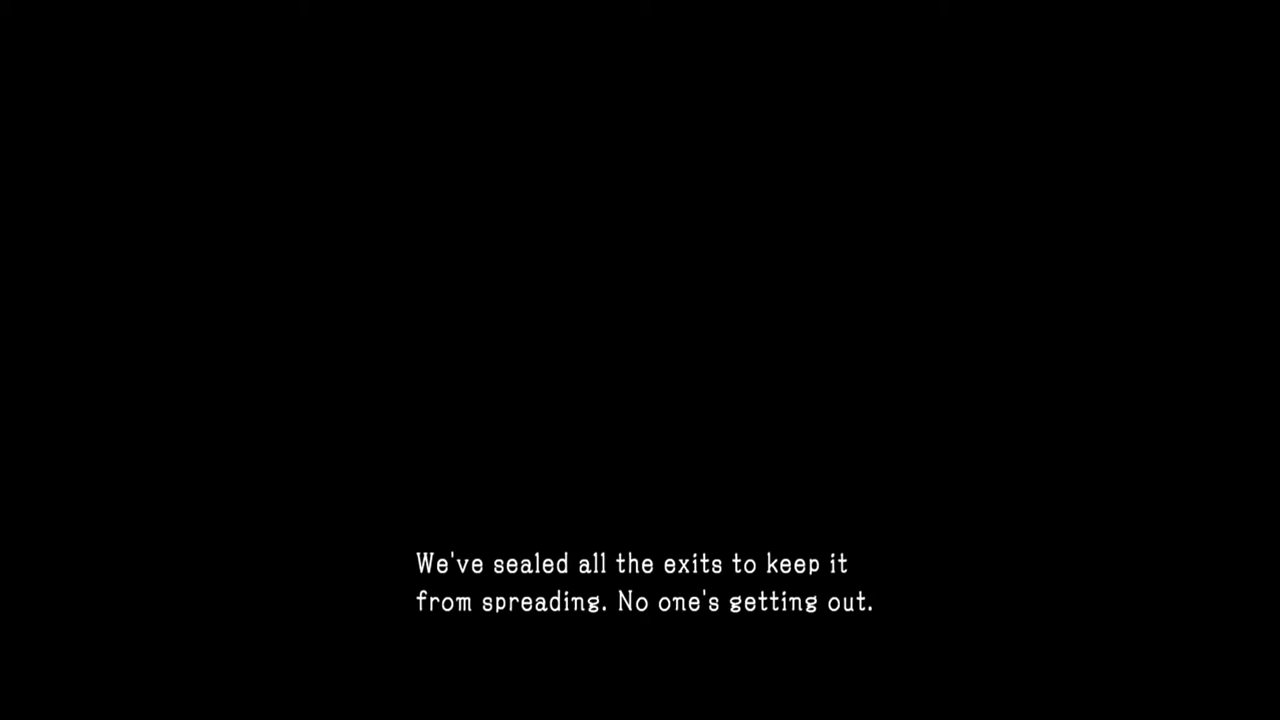 We've sealed all the exits to keep it
from spreading. No one's getting out.